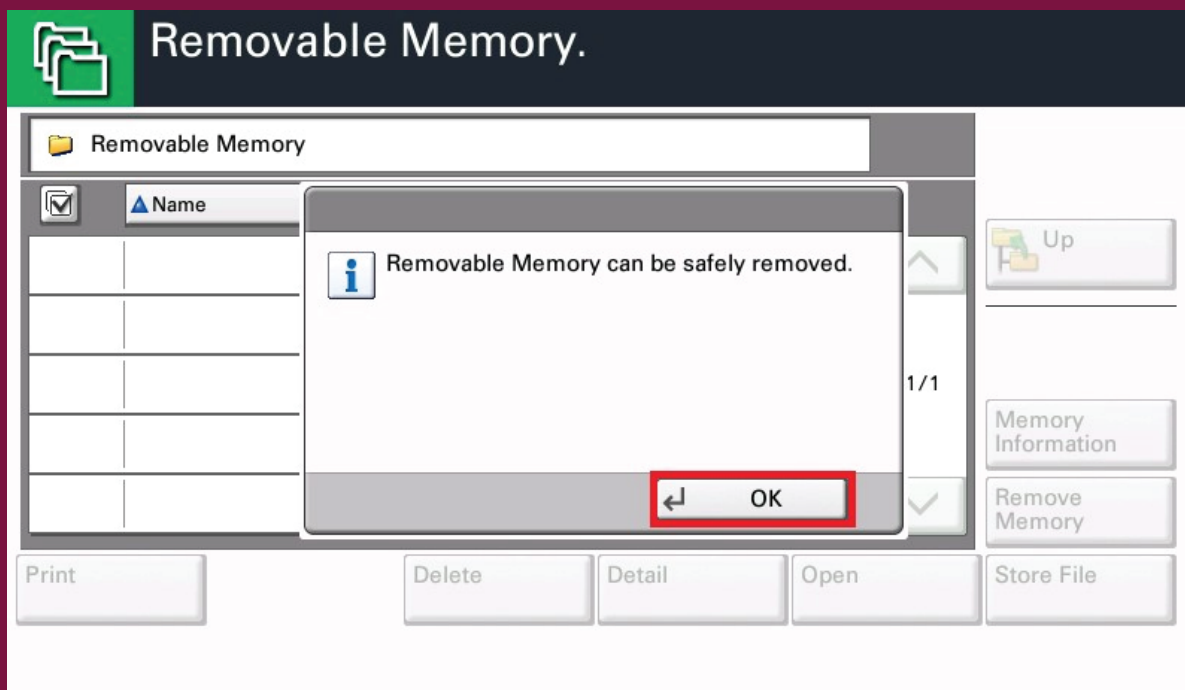 Removable Memory.
Removable Memory
Name
Removable Memory can be safely removed.
Up
1/1
Memory
Information
OK
Remove
Memory
Print
Delete
Detail
Open
Store File